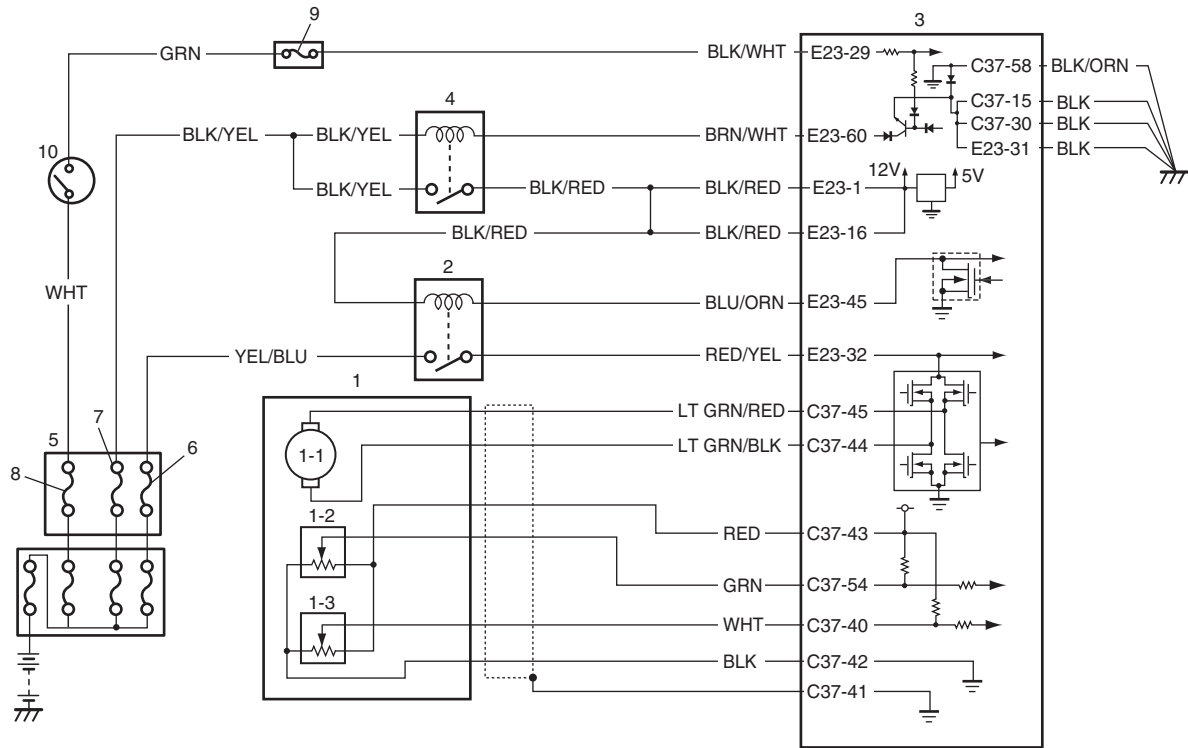 9
3
GRN
BLK/WHT
E23-29
C37-58
BLK/ORN
4
C37-15
BLK
BLK/YEL
BLK/YEL
BRN/WHT
E23-60
C37-30
BLK
10
E23-31
BLK
12V
5V
BLK/YEL
BLK/RED
BLK/RED
E23-1
BLK/RED
BLK/RED
E23-16
2
WHT
BLU/ORN
E23-45
YEL/BLU
RED/YEL
E23-32
1
LT GRN/RED
C37-45
7
5
6
LT GRN/BLK
C37-44
1-1
8
1-2
RED
C37-43
GRN
C37-54
1-3
WHT
C37-40
BLK
C37-42
C37-41